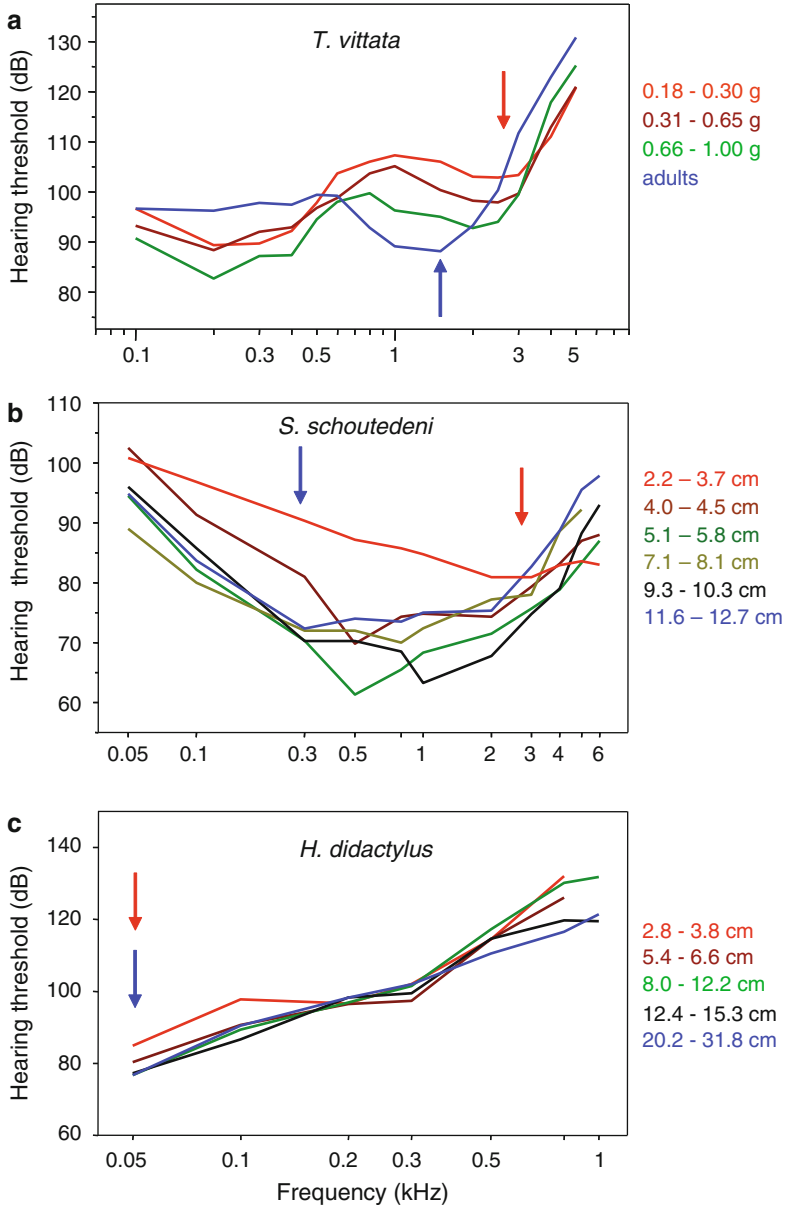 a
T. vittata
Hearing threshold (dB)
130
120
110
100
90
80
0.1
0.3
0.5
1
3
5
0.18 - 0.30 g
0.31 - 0.65 g
0.66 - 1.00 g
adults
b
S. schoutedeni
Hearing threshold (dB)
110
100
90
80
70
60
0.05
0.1
0.3
0.5
1
2
3
4
6
2.2 – 3.7 cm
4.0 – 4.5 cm
5.1 – 5.8 cm
7.1 – 8.1 cm
9.3 - 10.3 cm
11.6 – 12.7 cm
c
H. didactylus
Hearing threshold (dB)
140
120
100
80
60
0.05
0.1
0.2
0.3
0.5
1
Frequency (kHz)
2.8 - 3.8 cm
5.4 - 6.6 cm
8.0 - 12.2 cm
12.4 - 15.3 cm
20.2 - 31.8 cm